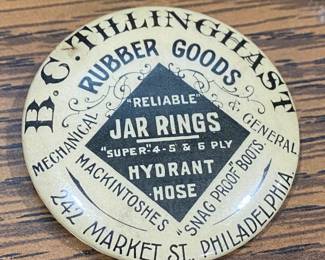 B.C. TILLINGHAST
RUBBER GOODS
MECHANICAL & GENERAL
"RELIABLE"
JAR RINGS
"SUPER"-4-5 & 6 PLY
HYDRANT
HOSE
MACKINTOSHES "SNAG PROOF" BOOTS.
242 MARKET ST. PHILADELPHIA